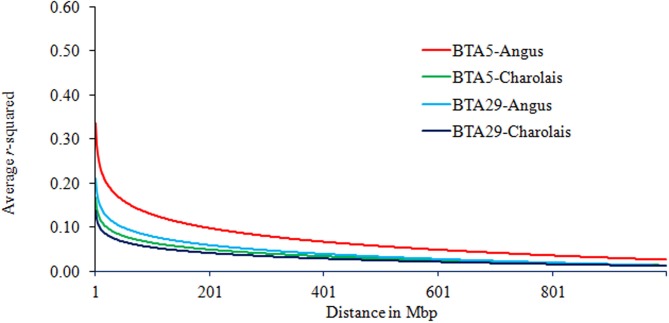 0.60
0.50
0.40
0.30
0.20
0.10
0.00
Average r-squared
BTA5-Angus
BTA5-Charolais
BTA29-Angus
BTA29-Charolais
1 201 401 601 801
Distance in Mbp